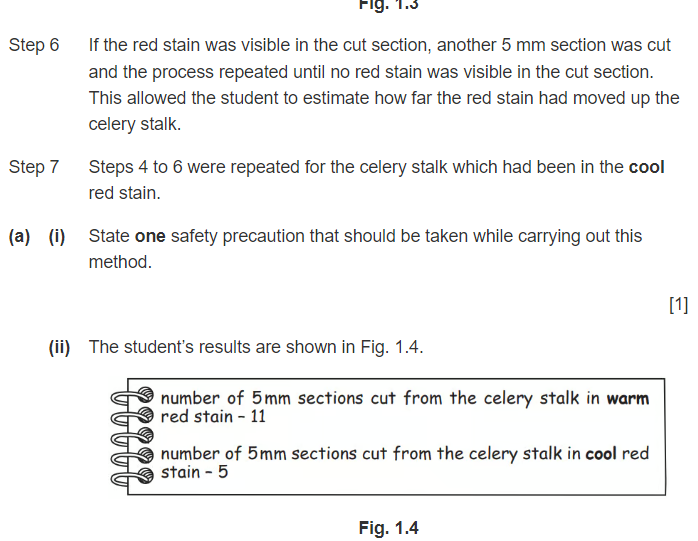 Fig. 1.3
Step 6 If the red stain was visible in the cut section, another 5 mm section was cut
and the process repeated until no red stain was visible in the cut section.
This allowed the student to estimate how far the red stain had moved up the
celery stalk.
Step 7 Steps 4 to 6 were repeated for the celery stalk which had been in the cool
red stain.
(a) (i) State one safety precaution that should be taken while carrying out this
method.
[1]
(ii) The student’s results are shown in Fig. 1.4.
number of 5 mm sections cut from the celery stalk in warm
red stain – 11
number of 5 mm sections cut from the celery stalk in cool red
stain – 5
Fig. 1.4